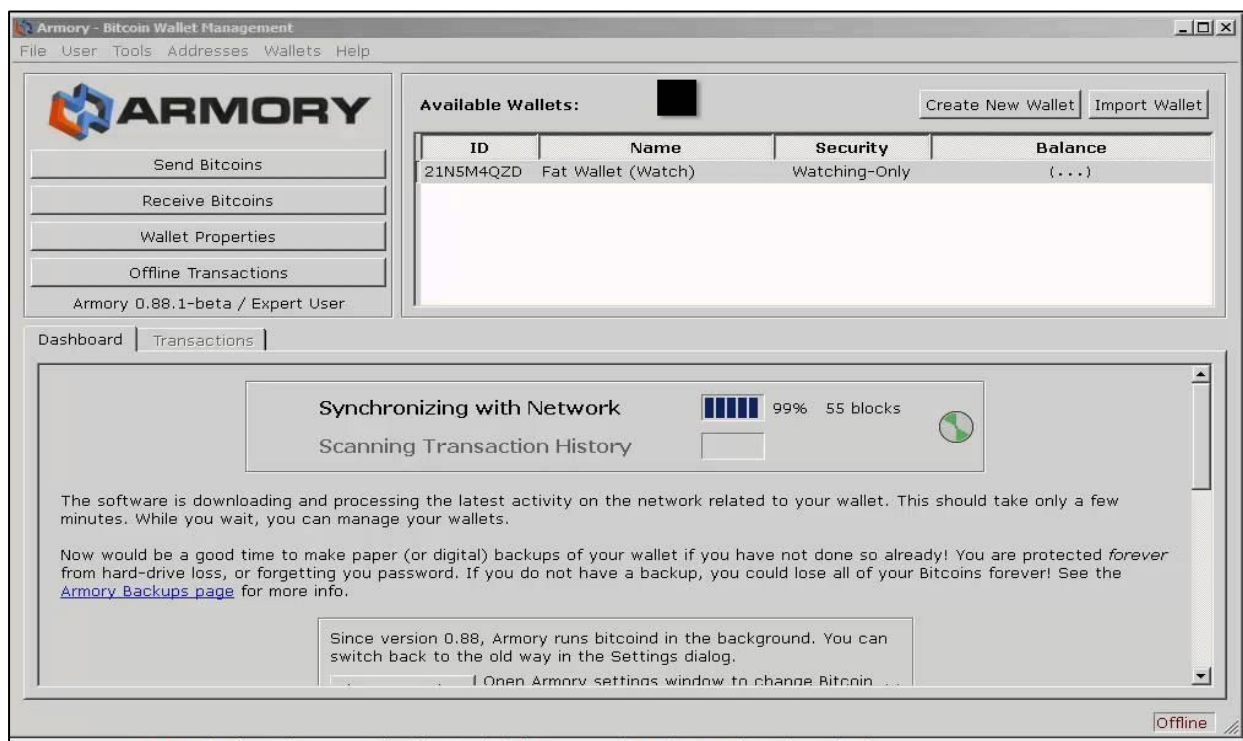 Armory - Bitcoin Wallet Management
File User Tools Addresses Wallets Help
ARMORY
Send Bitcoins
Receive Bitcoins
Wallet Properties
Offline Transactions
Armory 0.88.1-beta / Expert User
Available Wallets:
Create New Wallet Import Wallet
ID Name Security Balance
21N5M4QZD Fat Wallet (Watch) Watching-Only (...)
Dashboard Transactions
Synchronizing with Network 99% 55 blocks
Scanning Transaction History
The software is downloading and processing the latest activity on the network related to your wallet. This should take only a few
minutes. While you wait, you can manage your wallets.
Now would be a good time to make paper (or digital) backups of your wallet if you have not done so already! You are protected forever
from hard-drive loss, or forgetting you password. If you do not have a backup, you could lose all of your Bitcoins forever! See the
Armory Backups page for more info.
Since version 0.88, Armory runs bitcoind in the background. You can
switch back to the old way in the Settings dialog.
Open Armory settings window to change Bitcoin
Offline